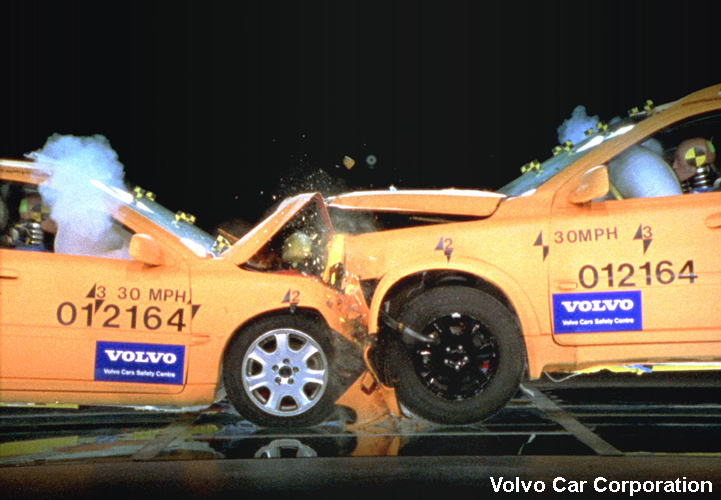 2
30MPH
3
012164
VOLVO
Volvo Cars Safety Centre
3 30 MPH
2
012164
VOLVO
Volvo Cars Safety Centre
Volvo Car Corporation